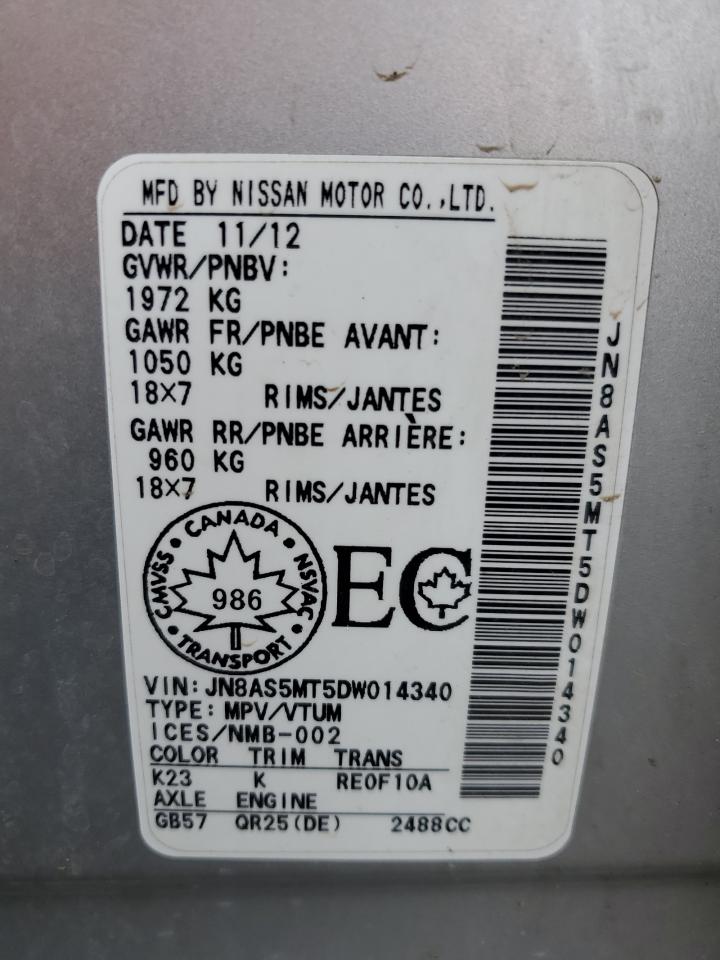 MFD BY NISSAN MOTOR CO.,LTD.
DATE 11/12
GVWR/PNBV:
1972 KG
GAWR FR/PNBE AVANT:
1050 KG
18×7 RIMS/JANTES
GAWR RR/PNBE ARRIÈRE:
960 KG
18×7 RIMS/JANTES
CANADA
CMVSS NSVAC
986
TRANSPORT
EC
VIN:JN8AS5MT5DW014340
TYPE:MPV/VTUM
ICES/NMB-002
COLOR TRIM TRANS
K23 K RE0F10A
AXLE ENGINE
GB57 QR25(DE) 2488CC
JN8AS5MT5DW014340